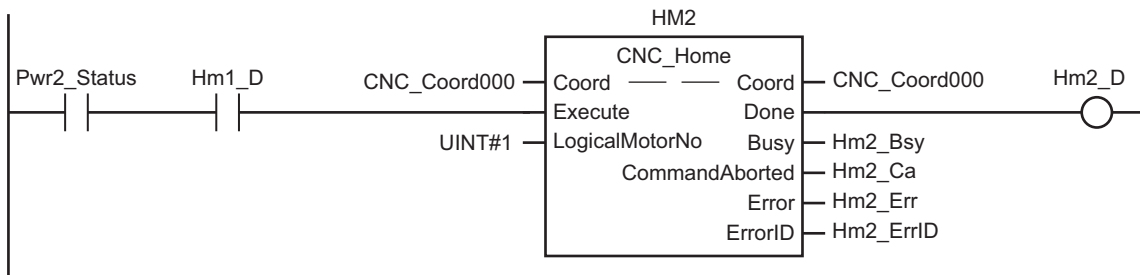 HM2
CNC_Home
Pwr2_Status Hm1_D CNC_Coord000 Coord Coord CNC_Coord000 Hm2_D
Execute Done
UINT#1 LogicalMotorNo Busy Hm2_Bsy
CommandAborted Hm2_Ca
Error Hm2_Err
ErrorID Hm2_ErrID